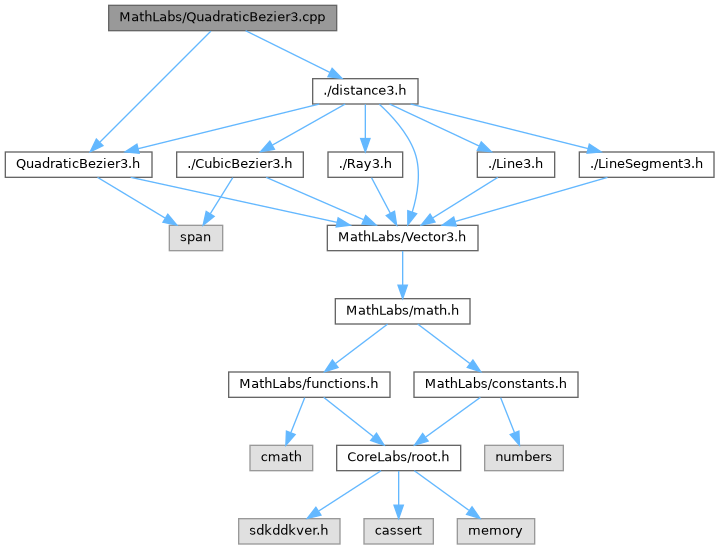 MathLabs/QuadraticBezier3.cpp
./distance3.h
QuadraticBezier3.h
./CubicBezier3.h
./Ray3.h
./Line3.h
./LineSegment3.h
span
MathLabs/Vector3.h
MathLabs/math.h
MathLabs/functions.h
MathLabs/constants.h
cmath
CoreLabs/root.h
numbers
sdkddkver.h
cassert
memory